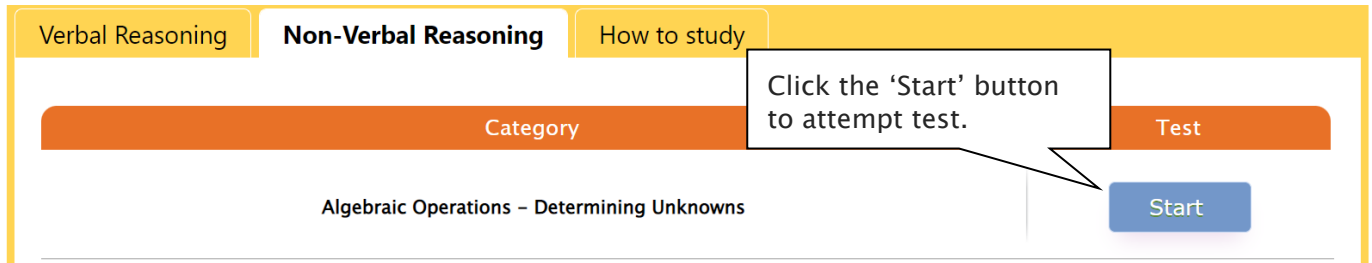 Verbal Reasoning Non-Verbal Reasoning How to study
Click the ‘Start’ button
to attempt test.
Category Test
Algebraic Operations – Determining Unknowns Start